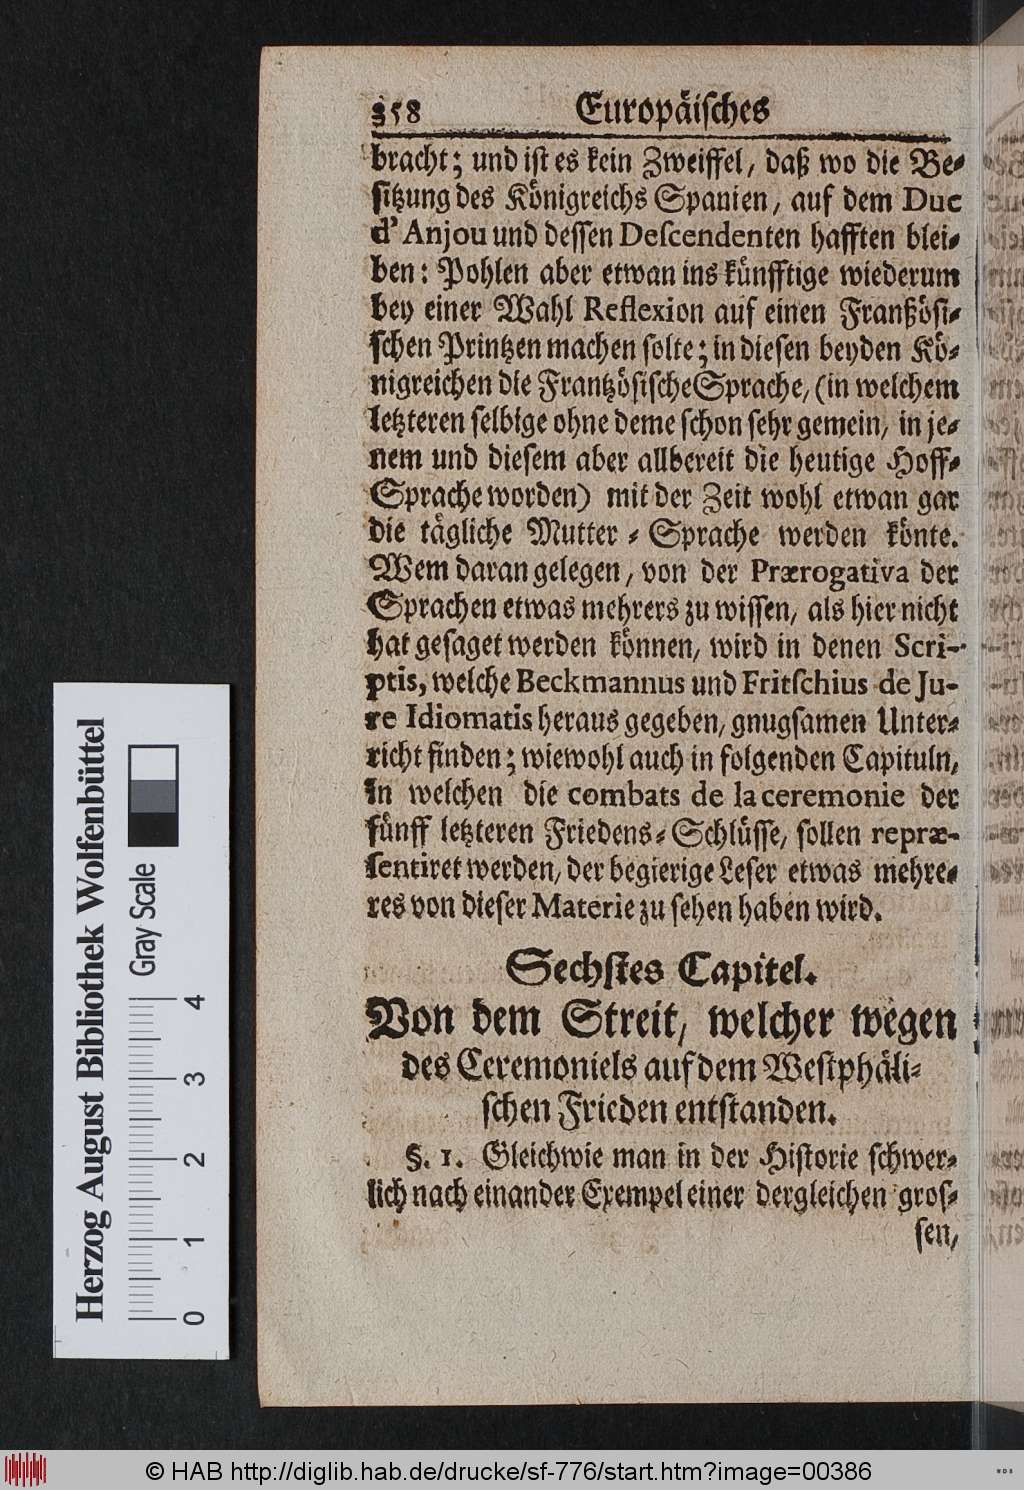 358 Europäisches
bracht; und ist es kein Zweiffel, daß wo die Be-
sitzung des Königreichs Spanien, auf dem Duc
d'Anjou und dessen Descendenten hafften blei-
ben: Pohlen aber etwan ins künfftige wiederum
bey einer Wahl Reflexion auf einen Franßösi-
schen Printzen machen solte; in diesen beyden Kö-
nigreichen die Frantzösische Sprache, (in welchem
letzteren selbige ohne deme schon sehr gemein, in je-
nem und diesem aber allbereit die heutige Hoff-
Sprache worden) mit der Zeit wohl etwan gar
die tägliche Mutter-Sprache werden könte.
Wem daran gelegen, von der Prærogativa der
Sprachen etwas mehrers zu wissen, als hier nicht
hat gesaget werden können, wird in denen Scri-
ptis, welche Beckmannus und Fritschius de Ju-
re Idiomatis heraus gegeben, gnugsamen Unter-
richt finden; wiewohl auch in folgenden Capituln,
in welchen die combats de la ceremonie der
fünff letzteren Friedens-Schlüsse, sollen repræ-
sentiret werden, der begierige Leser etwas mehre-
res von dieser Materie zu sehen haben wird.
Sechstes Capitel.
Von dem Streit, welcher wegen
des Ceremoniels auf dem Westphäli-
schen Frieden entstanden.
§. 1. Gleichwie man in der Historie schwer-
lich nach einander Exempel einer dergleichen gros-
sen,
Herzog August Bibliothek Wolfenbüttel
Gray Scale
0 1 2 3 4
© HAB http://diglib.hab.de/drucke/sf-776/start.htm?image=00386